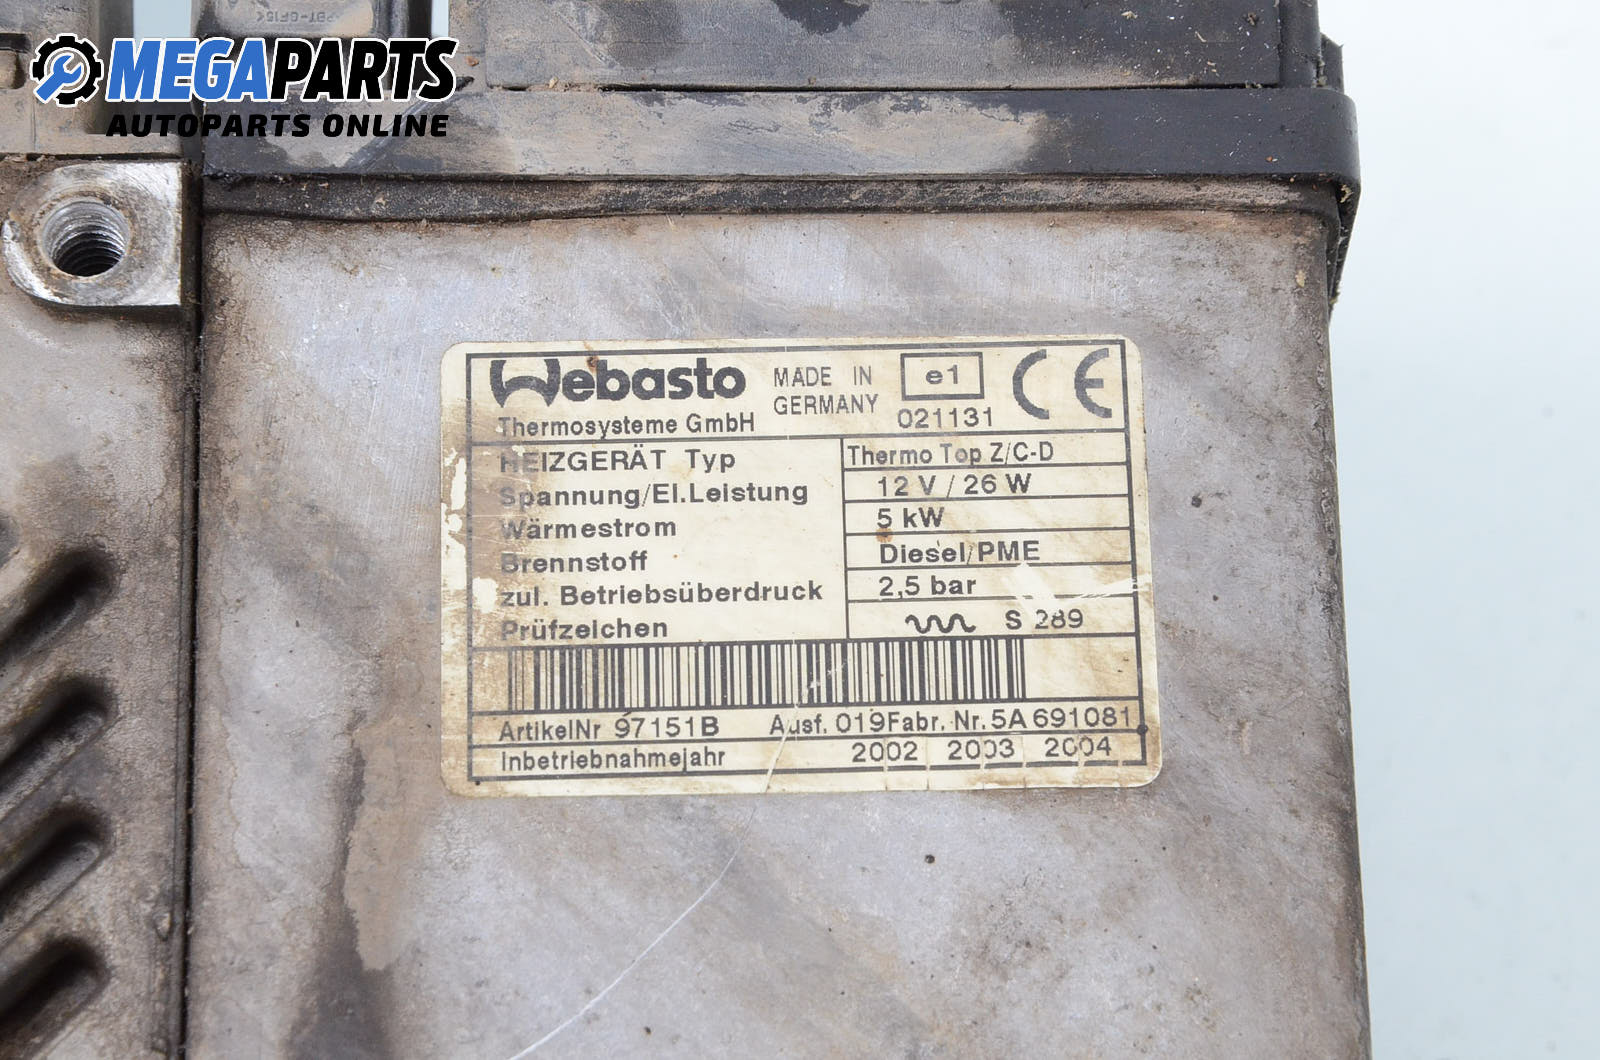 PBT-GF15
MEGAPARTS
AUTOPARTS ONLINE
Webasto MADE IN GERMANY e1 CE
Thermosysteme GmbH 021131
HEIZGERÄT Typ Thermo Top Z/C-D
Spannung/El.Leistung 12 V / 26 W
Wärmestrom 5 kW
Brennstoff Diesel/PME
zul. Betriebsüberdruck 2,5 bar
Prüfzeichen S 289
ArtikelNr 97151B Ausf. 019 Fabr. Nr. 5A 691081
Inbetriebnahmejahr 2002 2003 2004